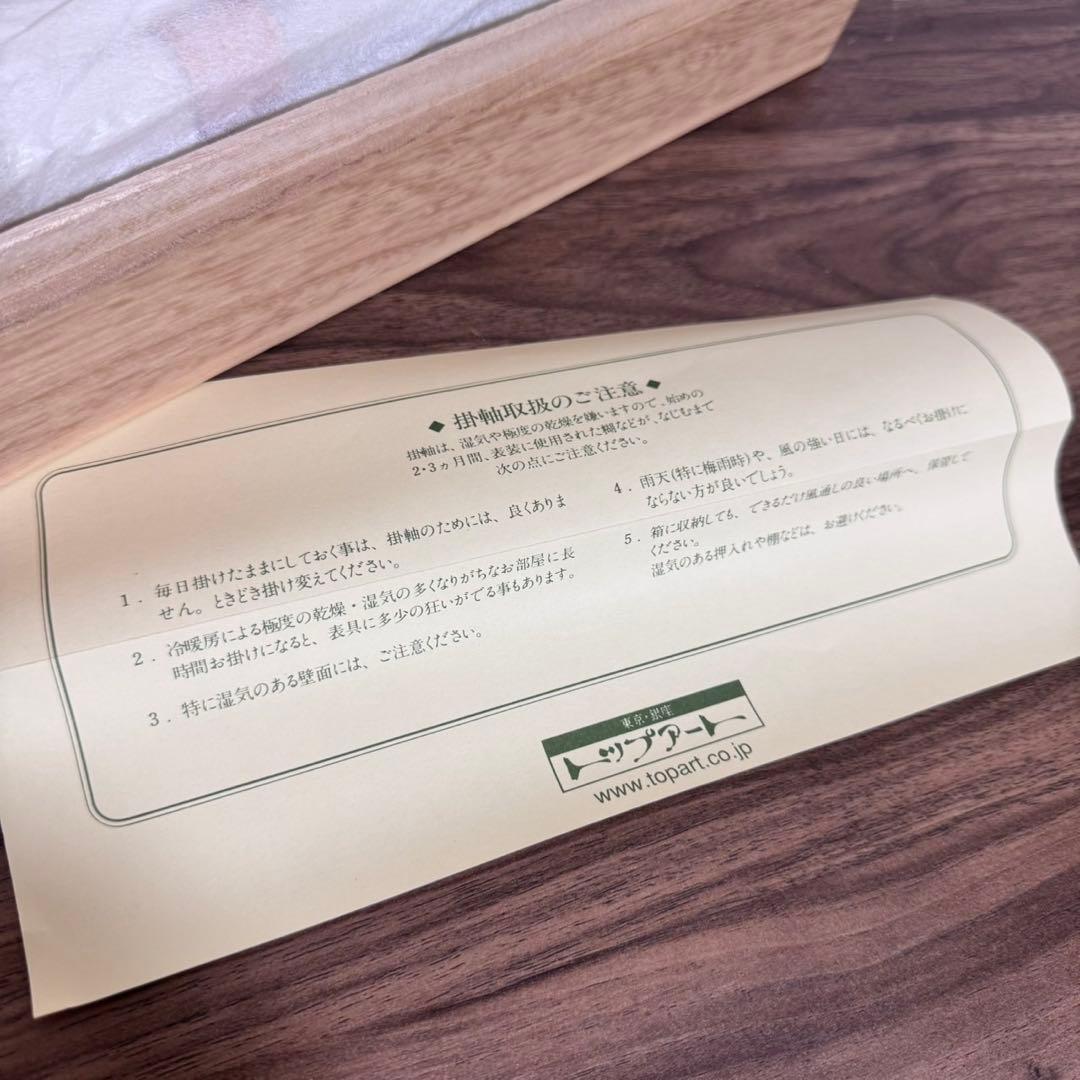 ◆ 掛軸取扱のご注意 ◆
掛軸は、湿気や極度の乾燥を嫌いますので、始めの
2・3ヵ月間、表装に使用された糊などが、なじむまで
次の点にご注意ください。
1. 毎日掛けたままにしておく事は、掛軸のためには、良くありま
せん。ときどき掛け変えてください。
2. 冷暖房による極度の乾燥・湿気の多くなりがちなお部屋に長
時間お掛けになると、表具に多少の狂いがでる事もあります。
3. 特に湿気のある壁面には、ご注意ください。
4. 雨天(特に梅雨時)や、風の強い日には、なるべくお掛けに
ならない方が良いでしょう。
5. 箱に収納しても、できるだけ風通しの良い場所へ、保管して
ください。
湿気のある押入れや棚などは、お避けください。
東京・銀座
トップアート
www.topart.co.jp